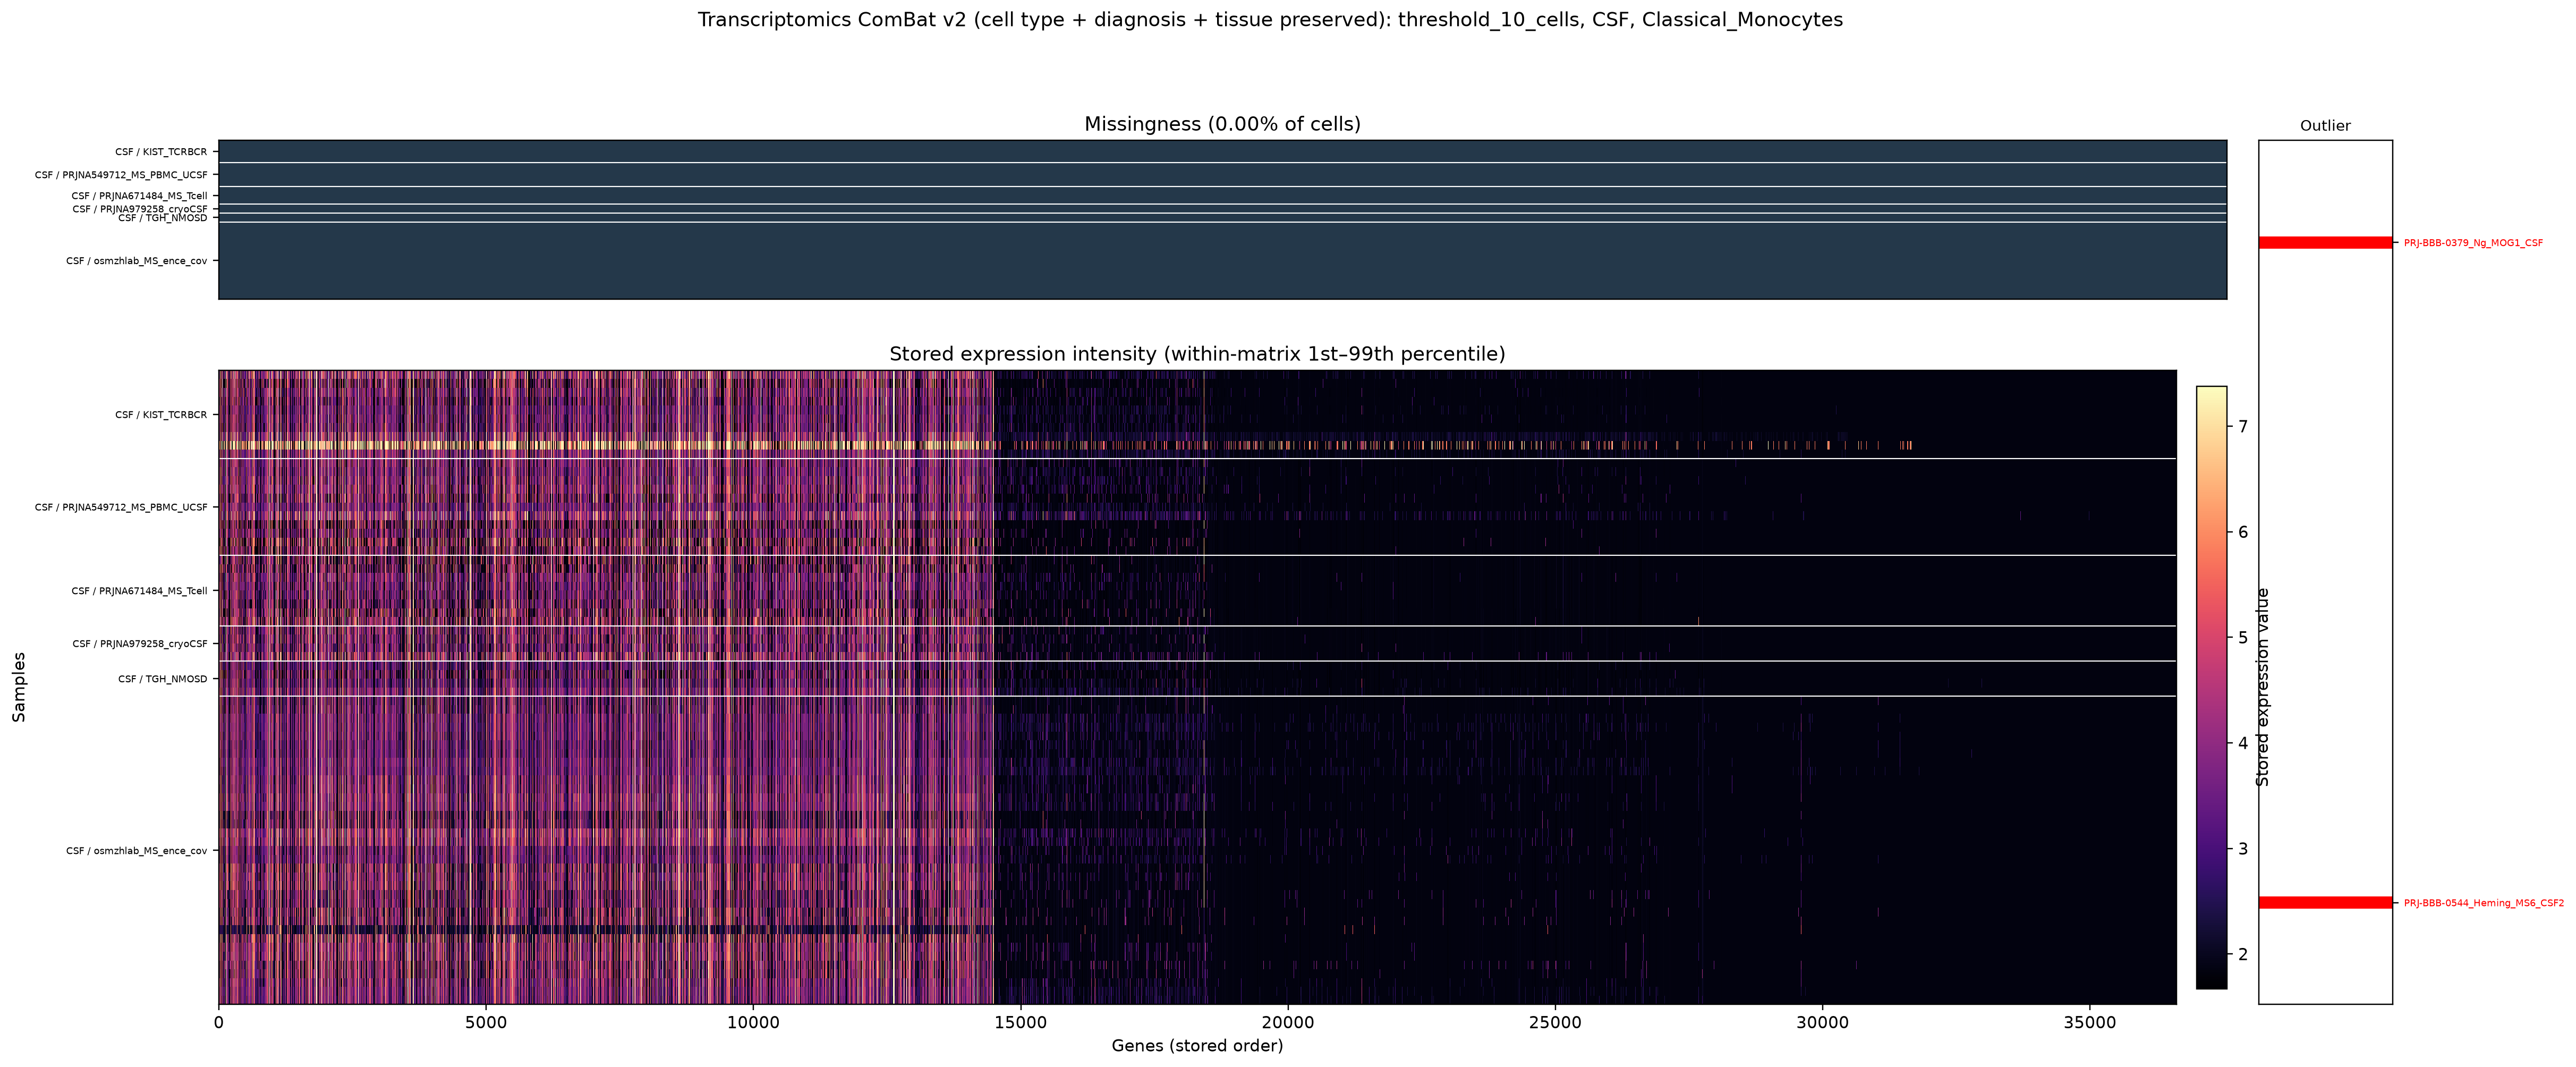 Transcriptomics ComBat v2 (cell type + diagnosis + tissue preserved): threshold_10_cells, CSF, Classical_Monocytes
Missingness (0.00% of cells)
Outlier
CSF / KIST_TCRBCR
CSF / PRJNA549712_MS_PBMC_UCSF
CSF / PRJNA671484_MS_Tcell
CSF / PRJNA979258_cryoCSF
CSF / TGH_NMOSD
CSF / osmzhlab_MS_ence_cov
PRJ-BBB-0379_Ng_MOG1_CSF
Stored expression intensity (within-matrix 1st–99th percentile)
CSF / KIST_TCRBCR
CSF / PRJNA549712_MS_PBMC_UCSF
CSF / PRJNA671484_MS_Tcell
CSF / PRJNA979258_cryoCSF
CSF / TGH_NMOSD
CSF / osmzhlab_MS_ence_cov
Samples
7
6
5
4
3
2
Stored expression value
PRJ-BBB-0544_Heming_MS6_CSF2
0 5000 10000 15000 20000 25000 30000 35000
Genes (stored order)